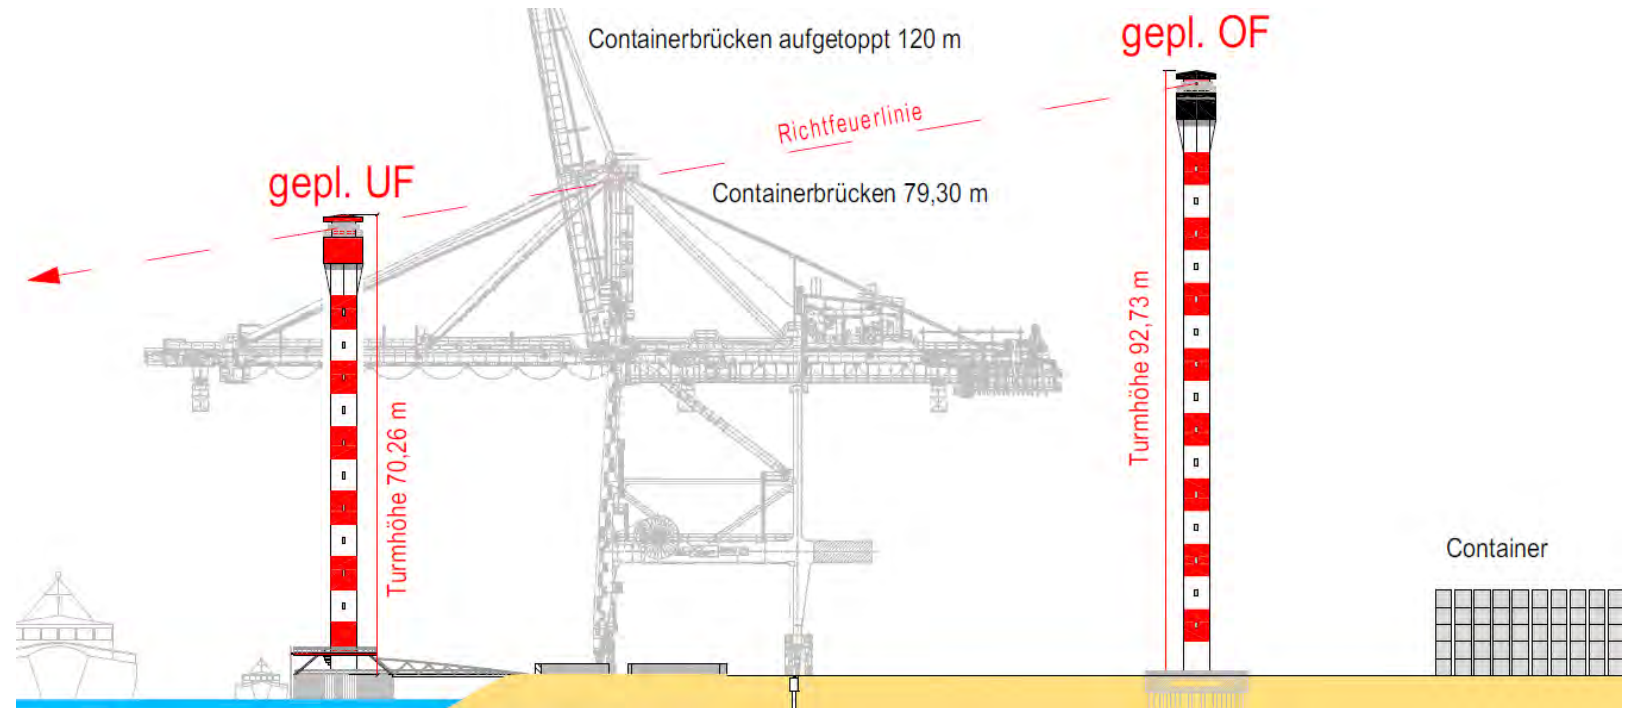 Containerbrücken aufgetoppt 120 m
gepl. OF
Richtfeuerlinie
gepl. UF
Containerbrücken 79,30 m
Turmhöhe 92,73 m
Turmhöhe 70,26 m
Container